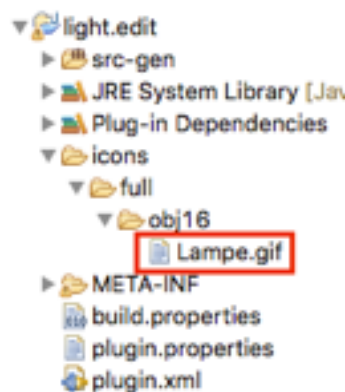 light.edit
src-gen
JRE System Library [Jav
Plug-in Dependencies
icons
full
obj16
Lampe.gif
META-INF
build.properties
plugin.properties
plugin.xml